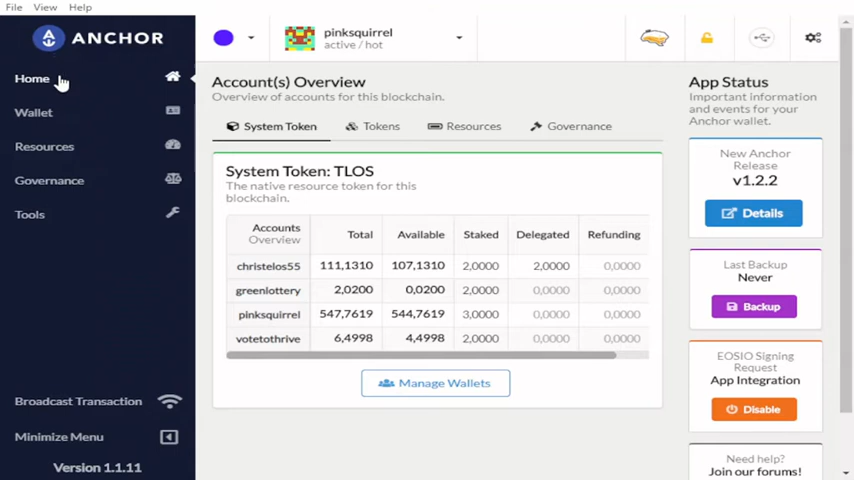 File View Help
ANCHOR
pinksquirrel
active / hot
Home
Wallet
Resources
Governance
Tools
Broadcast Transaction
Minimize Menu
Version 1.1.11
Account(s) Overview
Overview of accounts for this blockchain.
System Token Tokens Resources Governance
System Token: TLOS
The native resource token for this
blockchain.
Accounts
Overview
Total Available Staked Delegated Refunding
christelos55 111,1310 107,1310 2,0000 2,0000 0,0000
greenlottery 2,0200 0,0200 2,0000 0,0000 0,0000
pinksquirrel 547,7619 544,7619 3,0000 0,0000 0,0000
votetothrive 6,4998 4,4998 2,0000 0,0000 0,0000
Manage Wallets
App Status
Important information
and events for your
Anchor wallet.
New Anchor
Release
v1.2.2
Details
Last Backup
Never
Backup
EOSIO Signing
Request
App Integration
Disable
Need help?
Join our forums!